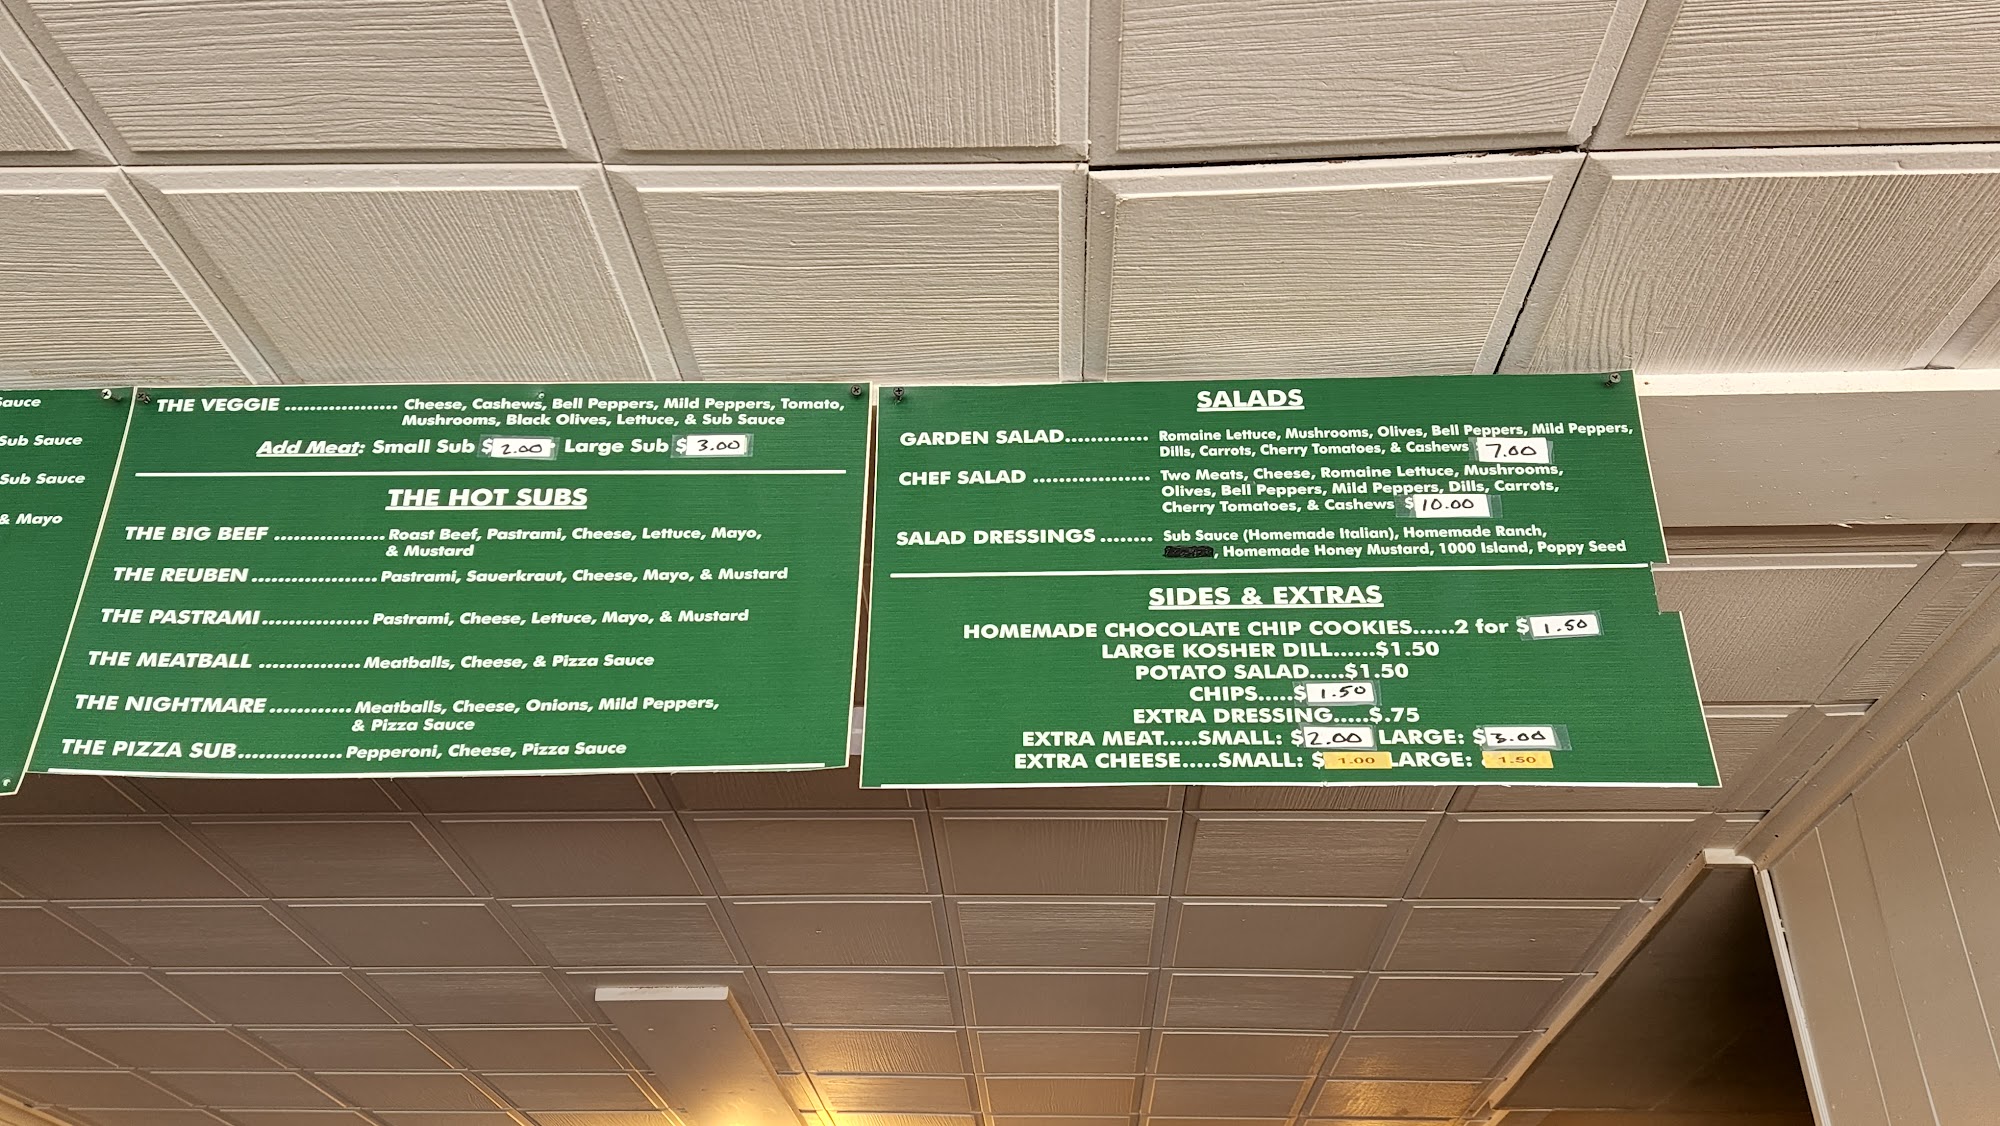 Sauce
Sub Sauce
Sub Sauce
& Mayo
THE VEGGIE .................. Cheese, Cashews, Bell Peppers, Mild Peppers, Tomato,
Mushrooms, Black Olives, Lettuce, & Sub Sauce
Add Meat: Small Sub $2.00 Large Sub $3.00
THE HOT SUBS
THE BIG BEEF .................. Roast Beef, Pastrami, Cheese, Lettuce, Mayo,
& Mustard
THE REUBEN .................... Pastrami, Sauerkraut, Cheese, Mayo, & Mustard
THE PASTRAMI ................. Pastrami, Cheese, Lettuce, Mayo, & Mustard
THE MEATBALL ................ Meatballs, Cheese, & Pizza Sauce
THE NIGHTMARE ............. Meatballs, Cheese, Onions, Mild Peppers,
& Pizza Sauce
THE PIZZA SUB................ Pepperoni, Cheese, Pizza Sauce
SALADS
GARDEN SALAD............. Romaine Lettuce, Mushrooms, Olives, Bell Peppers, Mild Peppers,
Dills, Carrots, Cherry Tomatoes, & Cashews 7.00
CHEF SALAD .................. Two Meats, Cheese, Romaine Lettuce, Mushrooms,
Olives, Bell Peppers, Mild Peppers, Dills, Carrots,
Cherry Tomatoes, & Cashews $10.00
SALAD DRESSINGS ........ Sub Sauce (Homemade Italian), Homemade Ranch,
, Homemade Honey Mustard, 1000 Island, Poppy Seed
SIDES & EXTRAS
HOMEMADE CHOCOLATE CHIP COOKIES......2 for $1.50
LARGE KOSHER DILL......$1.50
POTATO SALAD.....$1.50
CHIPS.....$1.50
EXTRA DRESSING.....$.75
EXTRA MEAT.....SMALL: $2.00 LARGE: $3.00
EXTRA CHEESE.....SMALL: $1.00 LARGE: 1.50